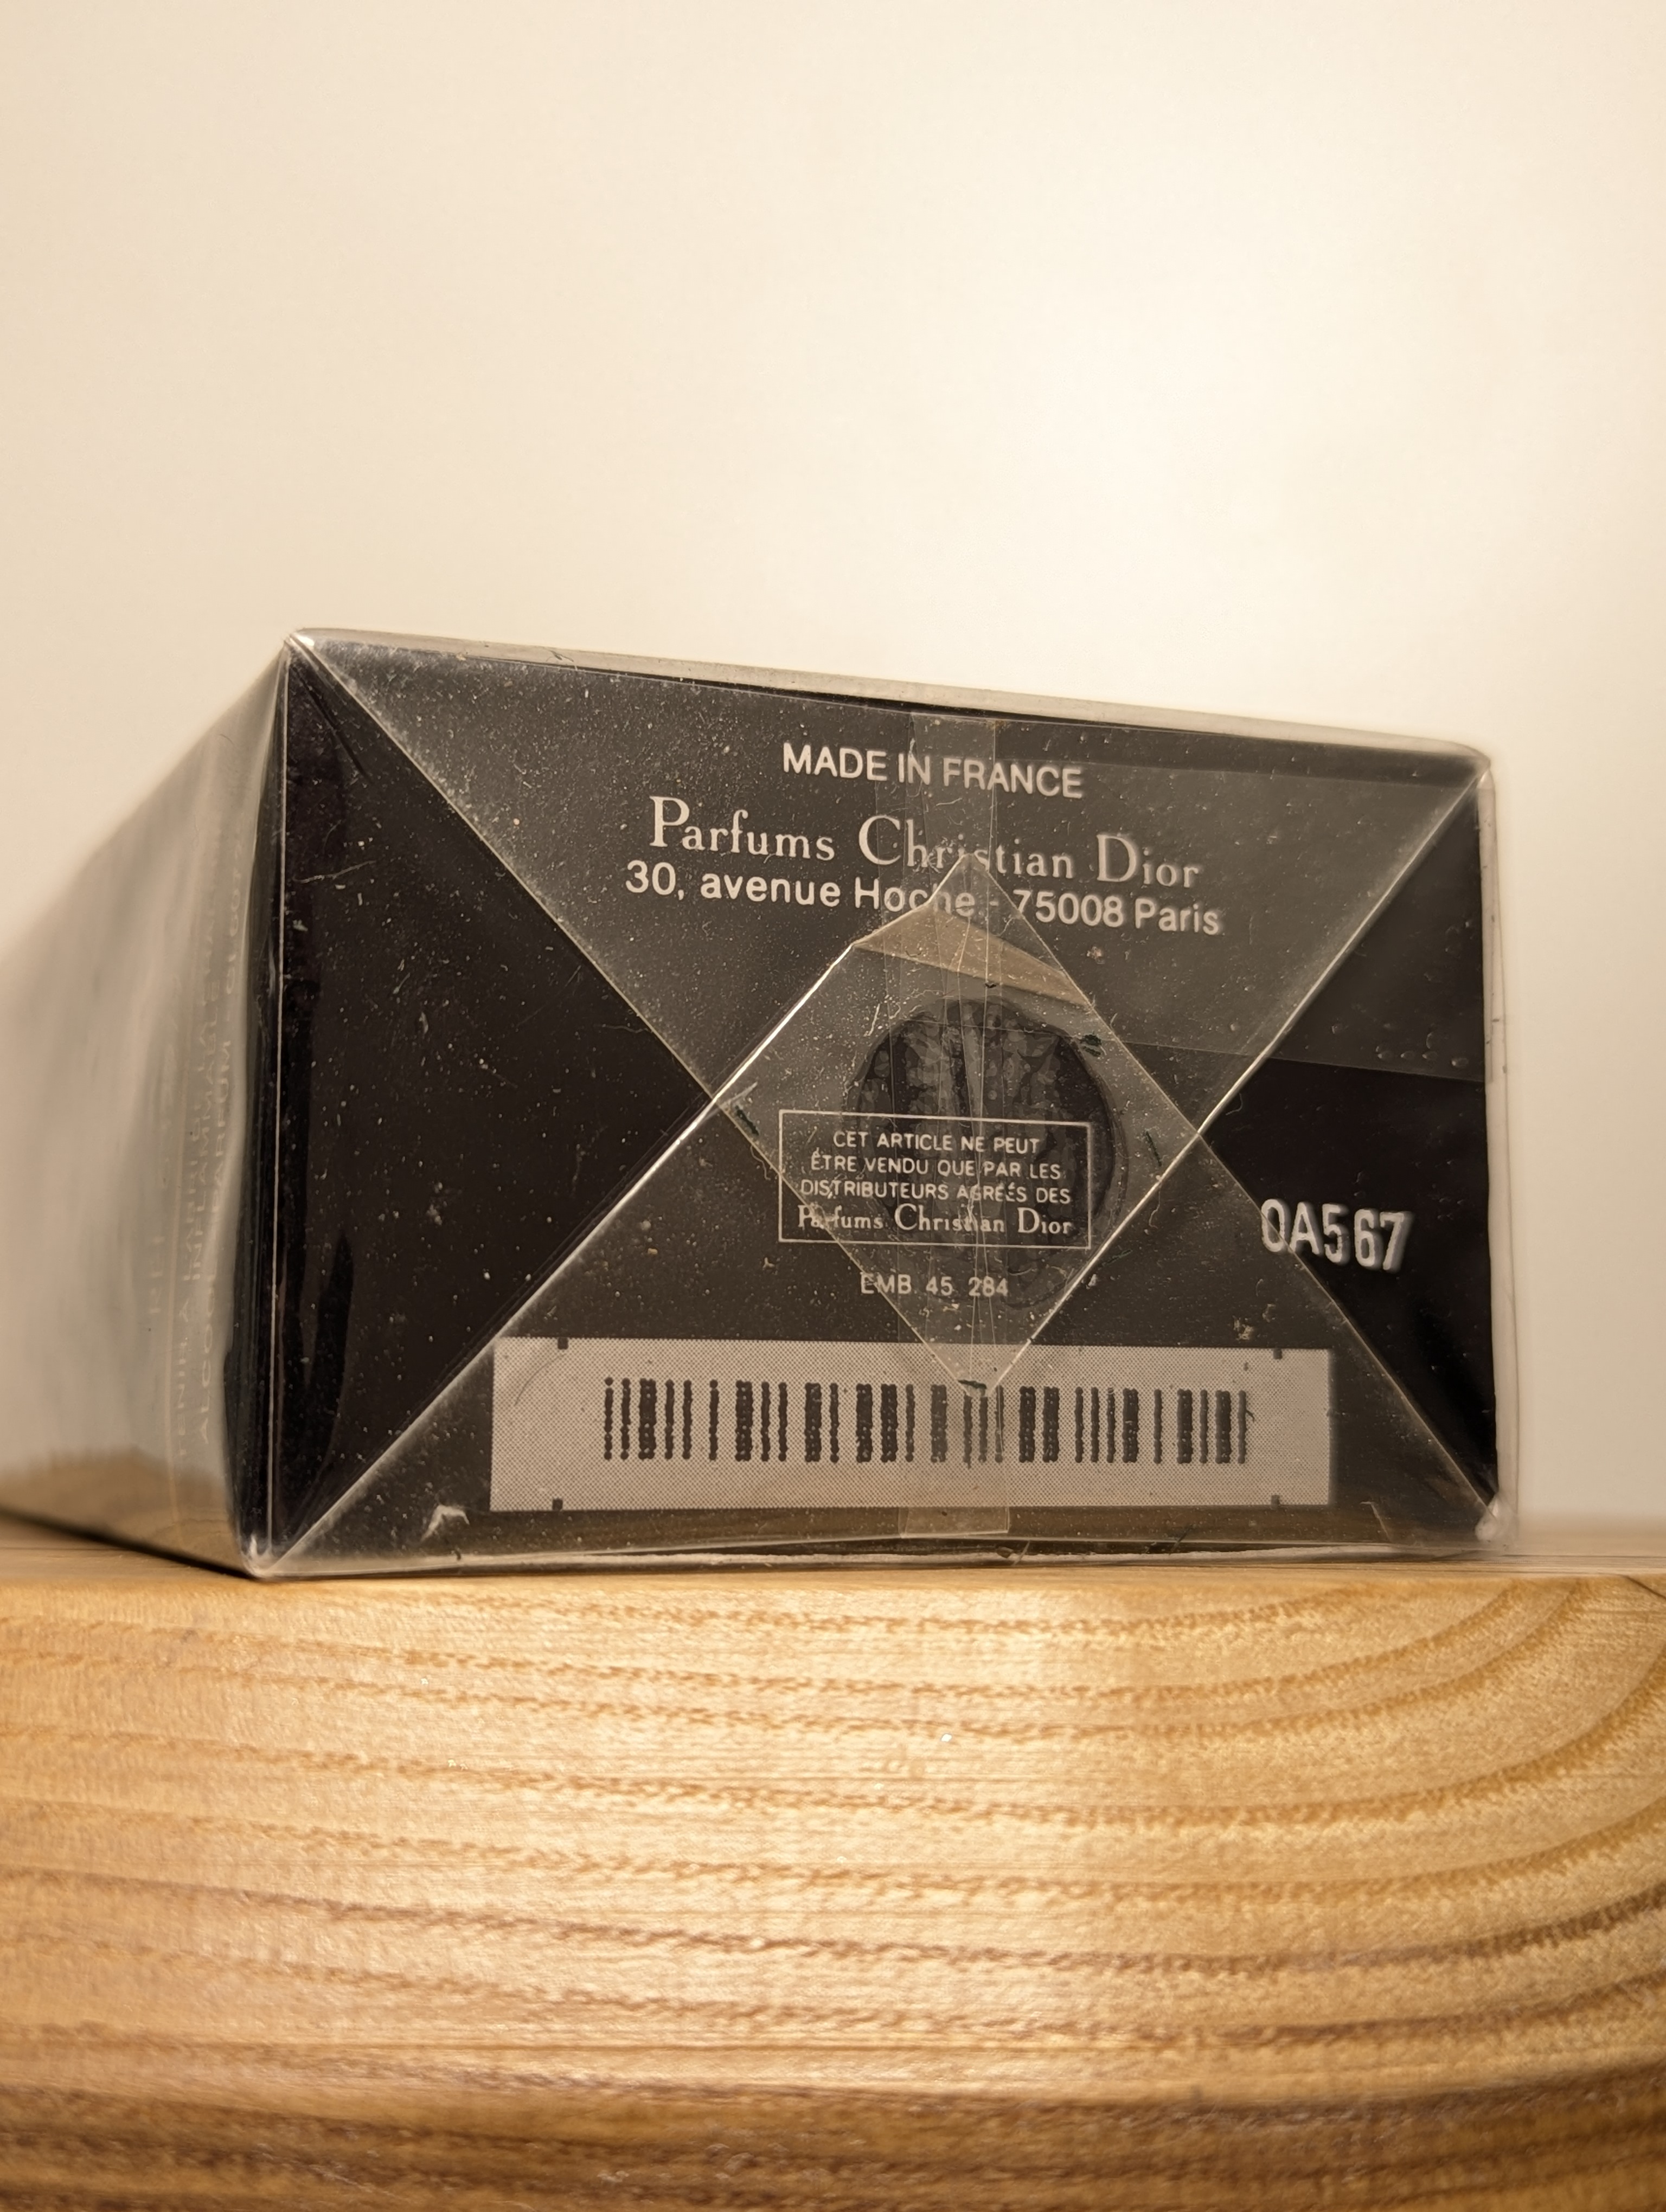 MADE IN FRANCE
Parfums Christian Dior
30, avenue Hoche - 75008 Paris
CET ARTICLE NE PEUT
ÊTRE VENDU QUE PAR LES
DISTRIBUTEURS AGRÉÉS DES
Parfums Christian Dior
EMB 45 284
0A567